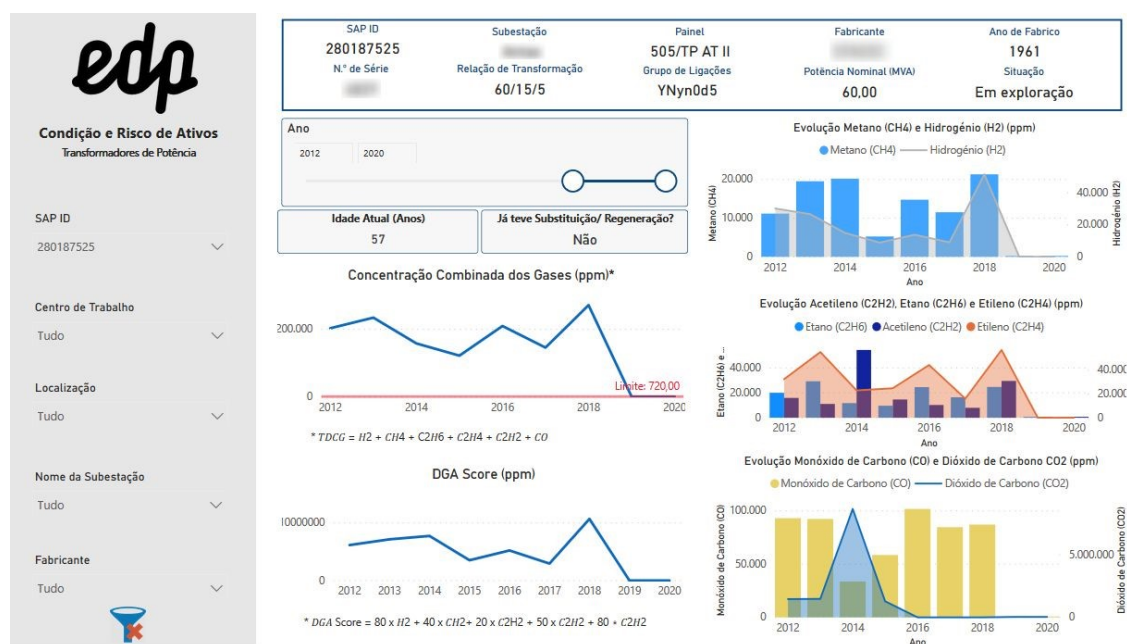 edp
Condição e Risco de Ativos
Transformadores de Potência
SAP ID
280187525
Centro de Trabalho
Tudo
Localização
Tudo
Nome da Subestação
Tudo
Fabricante
Tudo
SAP ID
280187525
Subestação
Painel
505/TP AT II
Fabricante
Ano de Fabrico
1961
N.º de Série
Relação de Transformação
60/15/5
Grupo de Ligações
YNyn0d5
Potência Nominal (MVA)
60,00
Situação
Em exploração
Ano
2012 2020
Idade Atual (Anos)
57
Já teve Substituição/ Regeneração?
Não
Concentração Combinada dos Gases (ppm)*
200.000
0
Limite: 720,00
2012 2014 2016 2018 2020
* TDCG = H2 + CH4 + C2H6 + C2H4 + C2H2 + CO
DGA Score (ppm)
10000000
0
2012 2013 2014 2015 2016 2017 2018 2019 2020
* DGA Score = 80 x H2 + 40 x CH2+ 20 x C2H2 + 50 x C2H2 + 80 * C2H2
Evolução Metano (CH4) e Hidrogénio (H2) (ppm)
Metano (CH4) Hidrogénio (H2)
Metano (CH4)
20.000
10.000
0
40.000
20.000
0
Hidrogénio (H2)
2012 2014 2016 2018 2020
Ano
Evolução Acetileno (C2H2), Etano (C2H6) e Etileno (C2H4) (ppm)
Etano (C2H6) Acetileno (C2H2) Etileno (C2H4)
Etano (C2H6) e ...
40.000
20.000
0
40.000
20.000
0
2012 2014 2016 2018 2020
Ano
Evolução Monóxido de Carbono (CO) e Dióxido de Carbono CO2 (ppm)
Monóxido de Carbono (CO) Dióxido de Carbono (CO2)
Monóxido de Carbono (CO)
100.000
50.000
0
5.000.000
0
Dióxido de Carbono (CO2)
2012 2014 2016 2018 2020
Ano